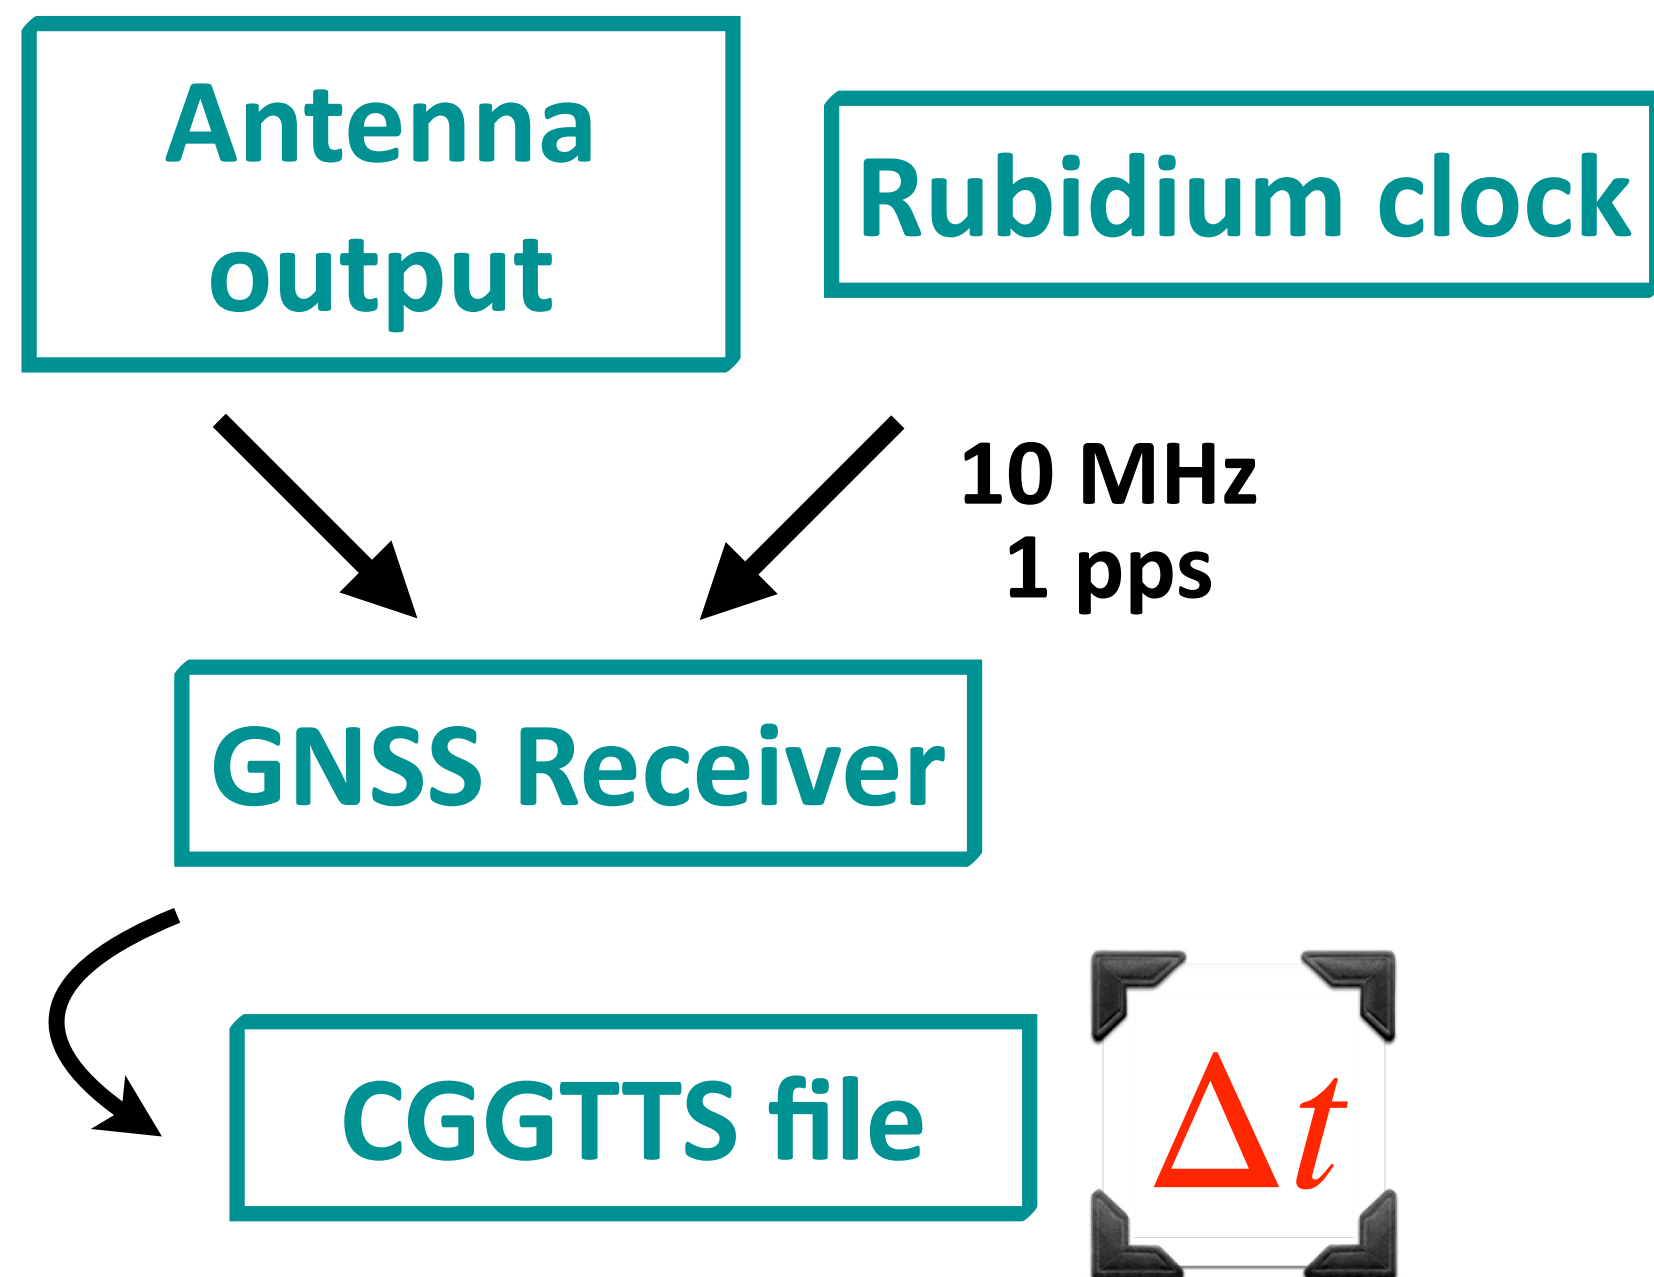 Antenna
output
Rubidium clock
10 MHz
1 pps
GNSS Receiver
CGGTTS file
Δt